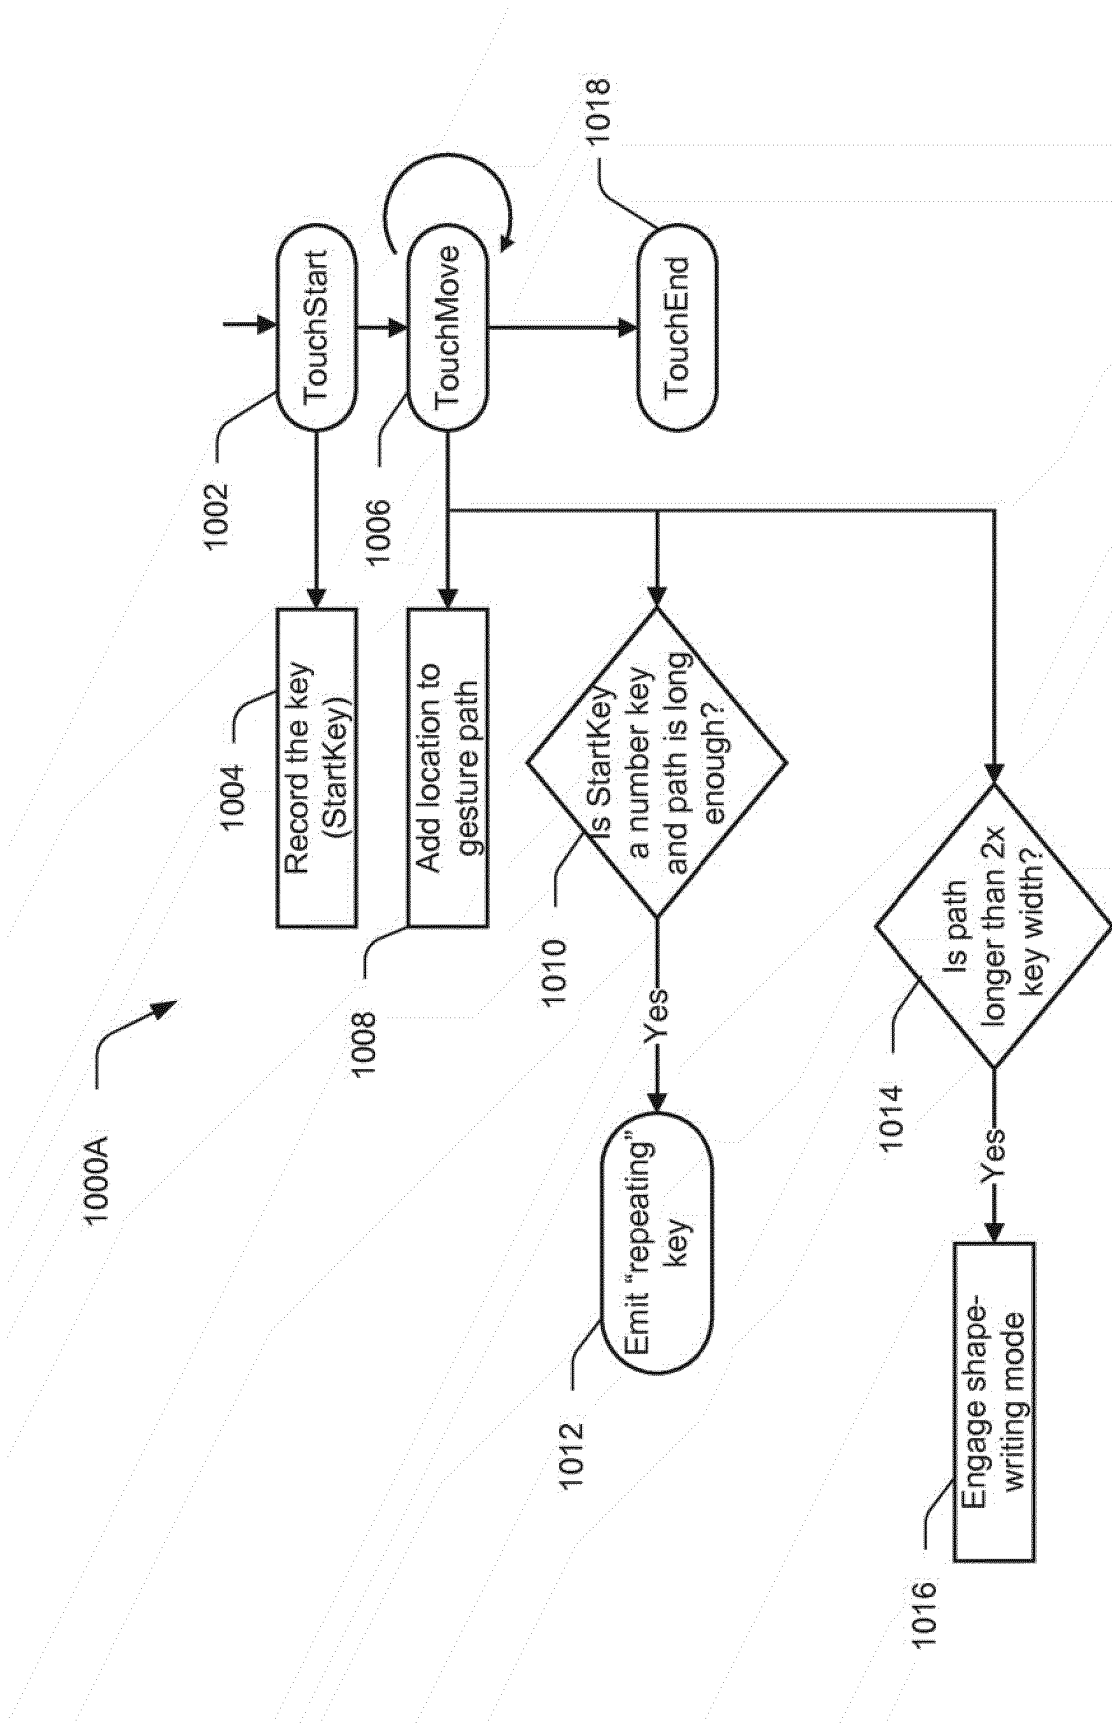 1000A
TouchStart
1002
Record the key
(StartKey)
1004
TouchMove
1006
Add location to
gesture path
1008
Is StartKey
a number key
and path is long
enough?
1010
Yes
Emit “repeating”
key
1012
Is path
longer than 2x
key width?
1014
Yes
Engage shape-
writing mode
1016
TouchEnd
1018